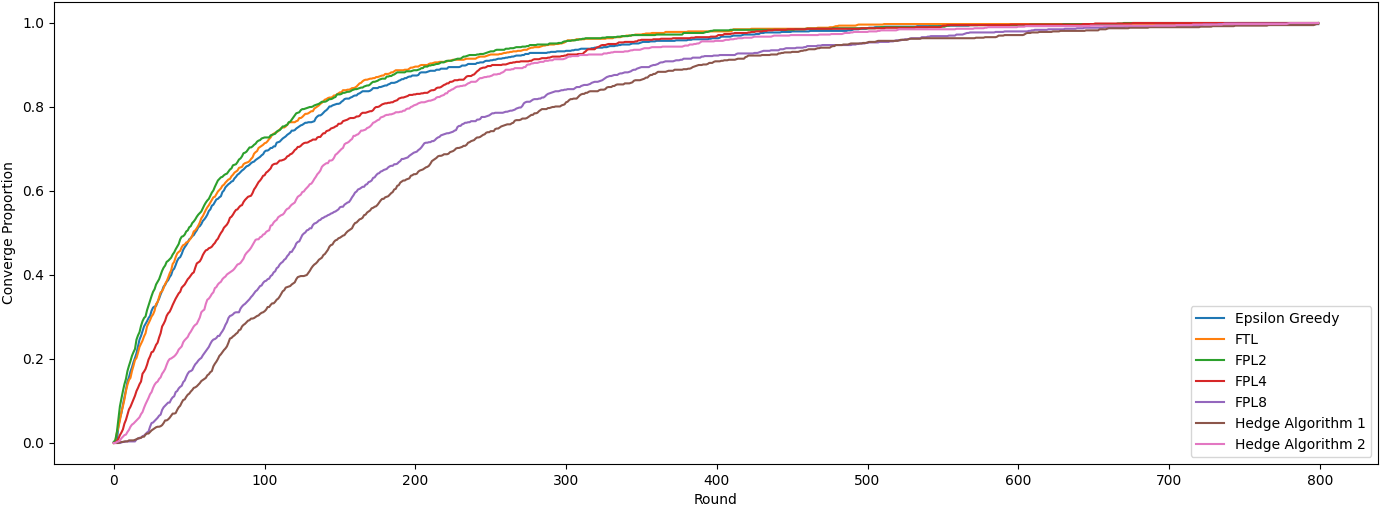 1.0
0.8
0.6
0.4
0.2
0.0
Converge Proportion
0 100 200 300 400 500 600 700 800
Round
Epsilon Greedy
FTL
FPL2
FPL4
FPL8
Hedge Algorithm 1
Hedge Algorithm 2